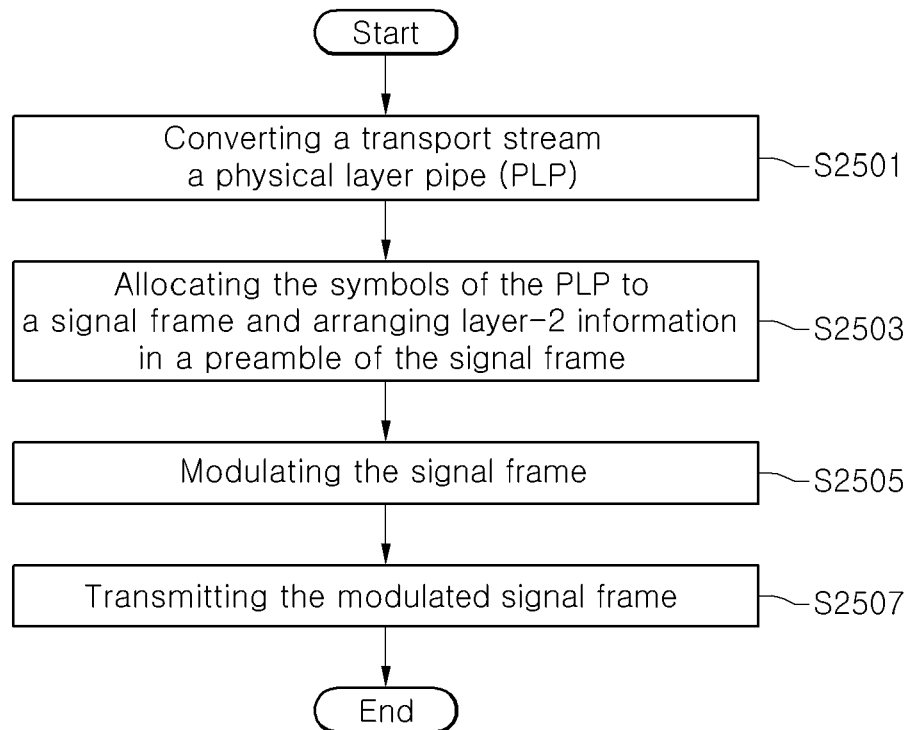 Start
Converting a transport stream
a physical layer pipe (PLP)
S2501
Allocating the symbols of the PLP to
a signal frame and arranging layer-2 information
in a preamble of the signal frame
S2503
Modulating the signal frame
S2505
Transmitting the modulated signal frame
S2507
End